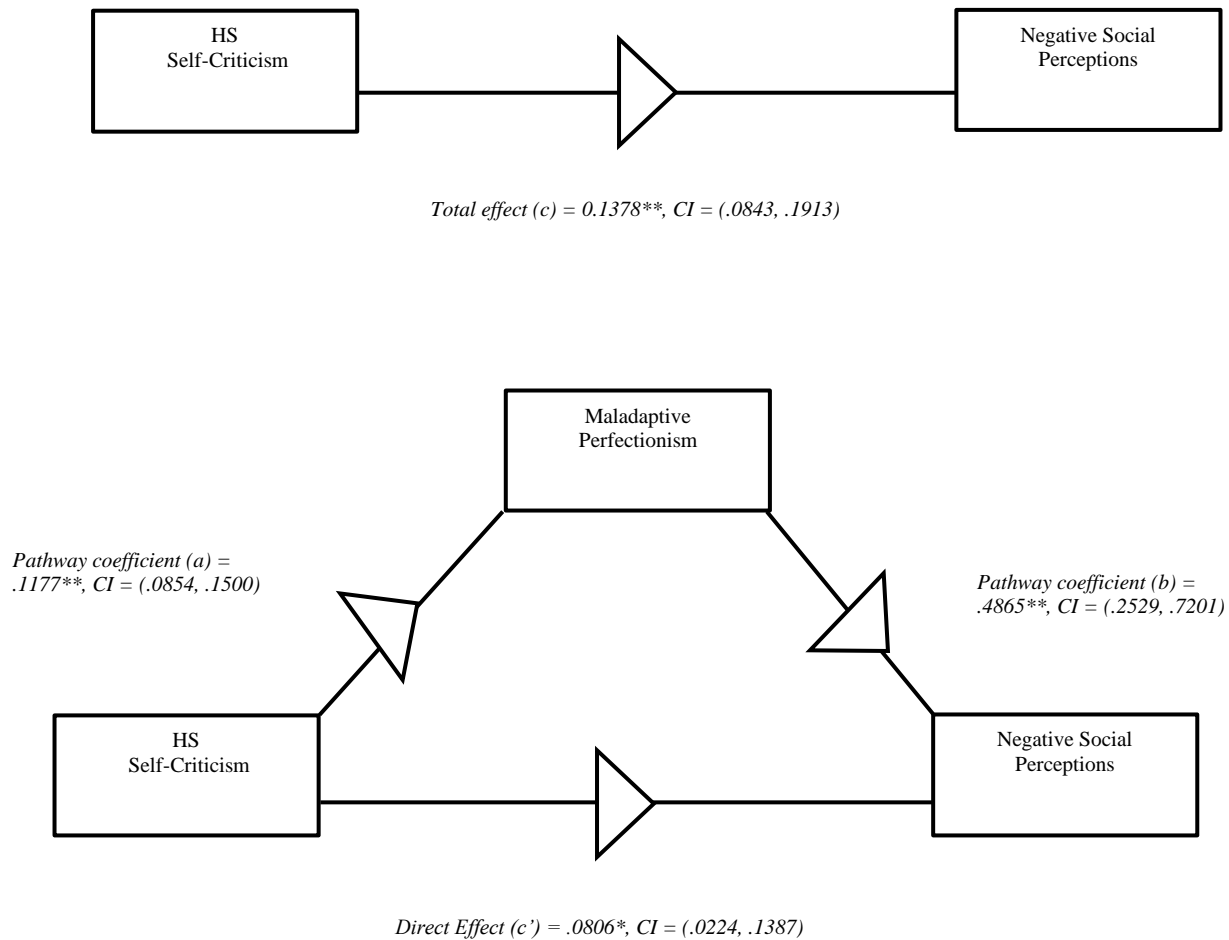 HS
Self-Criticism
Negative Social
Perceptions
Total effect (c) = 0.1378**, CI = (.0843, .1913)
Maladaptive
Perfectionism
Pathway coefficient (a) =
.1177**, CI = (.0854, .1500)
Pathway coefficient (b) =
.4865**, CI = (.2529, .7201)
HS
Self-Criticism
Negative Social
Perceptions
Direct Effect (c’) = .0806*, CI = (.0224, .1387)